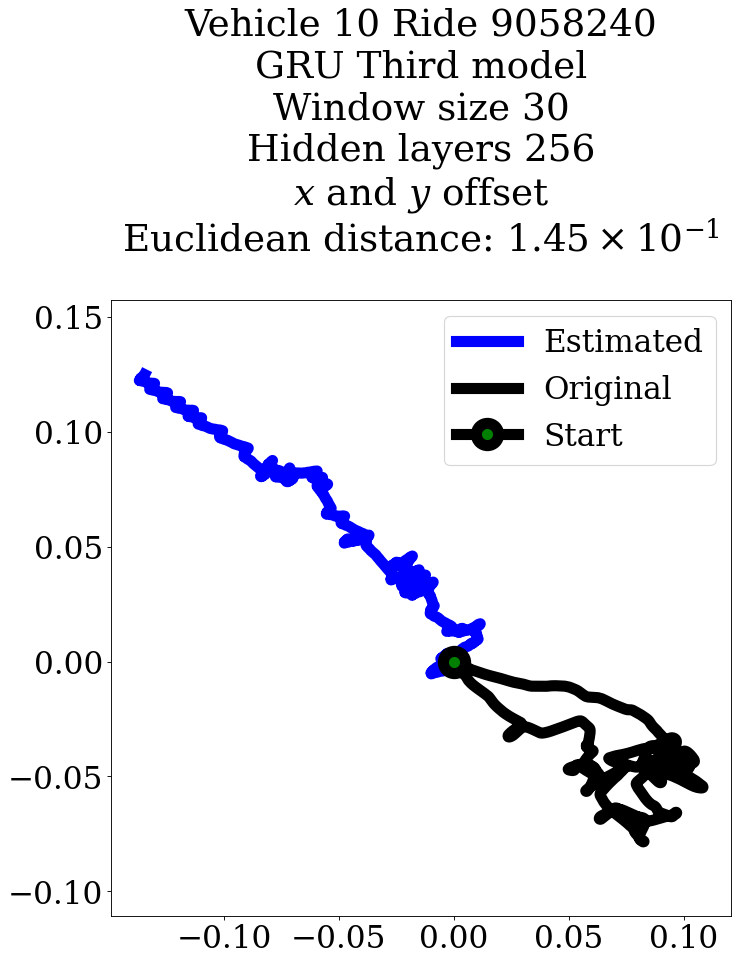 Vehicle 10 Ride 9058240
GRU Third model
Window size 30
Hidden layers 256
x and y offset
Euclidean distance: 1.45 × 10⁻¹
Estimated
Original
Start
0.15
0.10
0.05
0.00
−0.05
−0.10
−0.10 −0.05 0.00 0.05 0.10